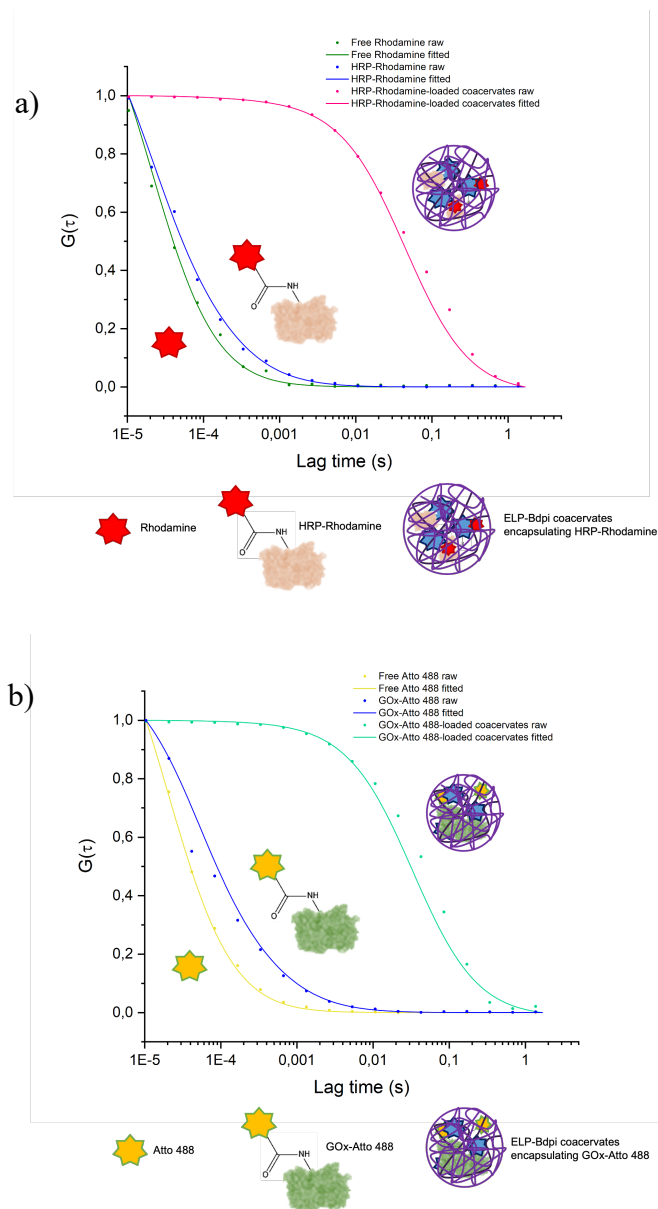 a)
Free Rhodamine raw
Free Rhodamine fitted
HRP-Rhodamine raw
HRP-Rhodamine fitted
HRP-Rhodamine-loaded coacervates raw
HRP-Rhodamine-loaded coacervates fitted
1,0
0,8
0,6
0,4
0,2
0,0
G(τ)
O
NH
1E-5
1E-4
0,001
0,01
0,1
1
Lag time (s)
Rhodamine
O
NH
HRP-Rhodamine
ELP-Bdpi coacervates
encapsulating HRP-Rhodamine
b)
Free Atto 488 raw
Free Atto 488 fitted
GOx-Atto 488 raw
GOx-Atto 488 fitted
GOx-Atto 488-loaded coacervates raw
GOx-Atto 488-loaded coacervates fitted
1,0
0,8
0,6
0,4
0,2
0,0
G(τ)
O
NH
1E-5
1E-4
0,001
0,01
0,1
1
Lag time (s)
Atto 488
O
NH
GOx-Atto 488
ELP-Bdpi coacervates
encapsulating GOx-Atto 488